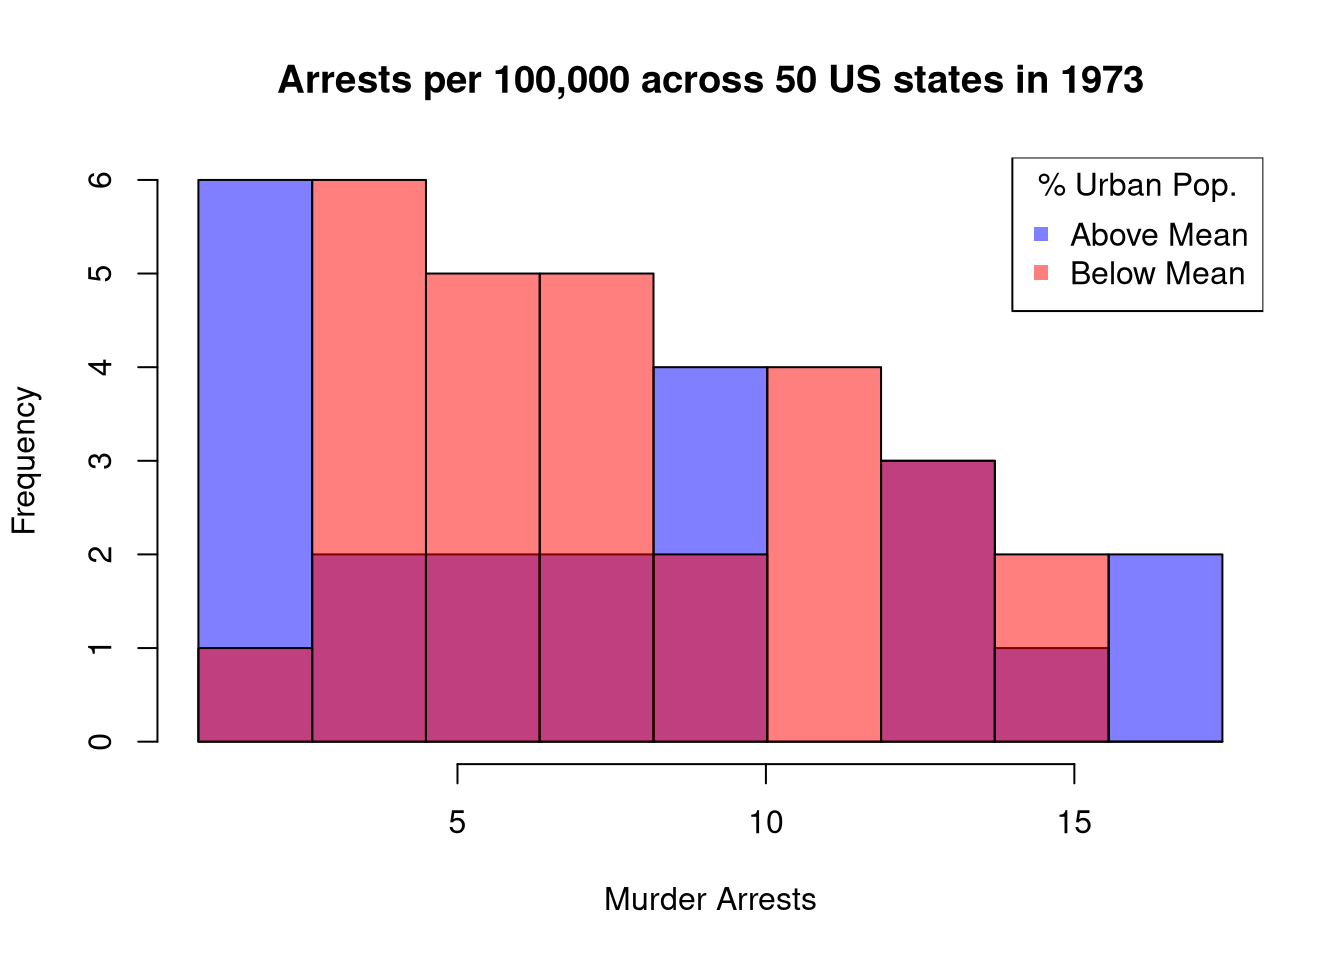 Arrests per 100,000 across 50 US states in 1973
% Urban Pop.
Above Mean
Below Mean
Frequency
6
5
4
3
2
1
0
5 10 15
Murder Arrests